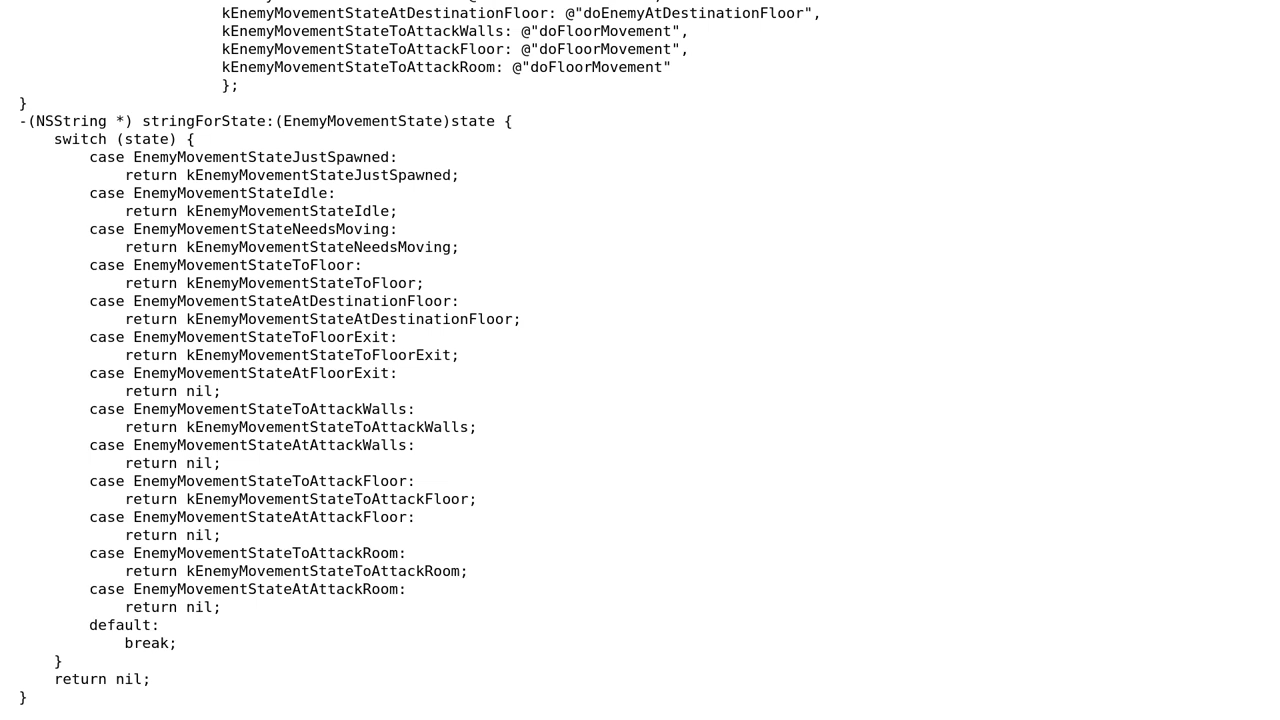 kEnemyMovementStateAtDestinationFloor: @"doEnemyAtDestinationFloor",
kEnemyMovementStateToAttackWalls: @"doFloorMovement",
kEnemyMovementStateToAttackFloor: @"doFloorMovement",
kEnemyMovementStateToAttackRoom: @"doFloorMovement"
};
}
-(NSString *) stringForState:(EnemyMovementState)state {
switch (state) {
case EnemyMovementStateJustSpawned:
return kEnemyMovementStateJustSpawned;
case EnemyMovementStateIdle:
return kEnemyMovementStateIdle;
case EnemyMovementStateNeedsMoving:
return kEnemyMovementStateNeedsMoving;
case EnemyMovementStateToFloor:
return kEnemyMovementStateToFloor;
case EnemyMovementStateAtDestinationFloor:
return kEnemyMovementStateAtDestinationFloor;
case EnemyMovementStateToFloorExit:
return kEnemyMovementStateToFloorExit;
case EnemyMovementStateAtFloorExit:
return nil;
case EnemyMovementStateToAttackWalls:
return kEnemyMovementStateToAttackWalls;
case EnemyMovementStateAtAttackWalls:
return nil;
case EnemyMovementStateToAttackFloor:
return kEnemyMovementStateToAttackFloor;
case EnemyMovementStateAtAttackFloor:
return nil;
case EnemyMovementStateToAttackRoom:
return kEnemyMovementStateToAttackRoom;
case EnemyMovementStateAtAttackRoom:
return nil;
default:
break;
}
return nil;
}